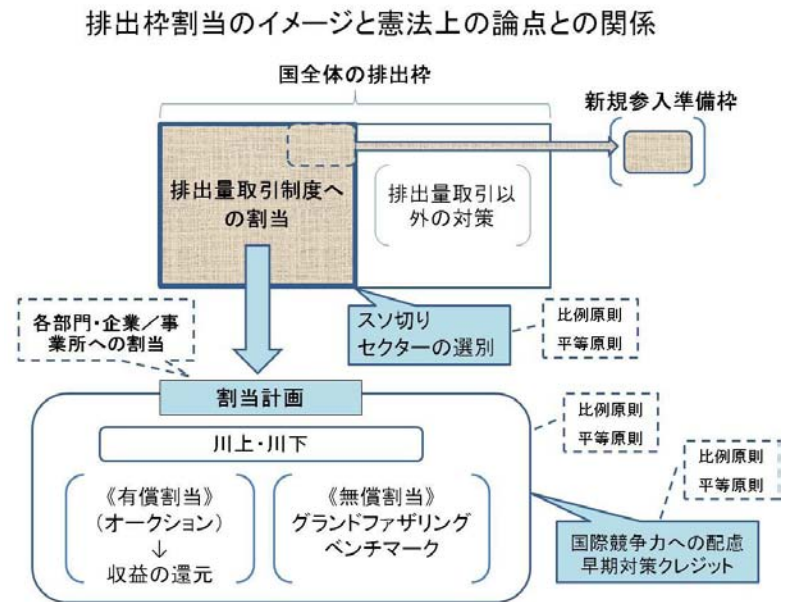 排出枠割当のイメージと憲法上の論点との関係
国全体の排出枠
新規参入準備枠
排出量取引制度へ
の割当
排出量取引以
外の対策
各部門・企業／事
業所への割当
スソ切り
セクターの選別
比例原則
平等原則
割当計画
川上・川下
比例原則
平等原則
《有償割当》
(オークション)
↓
収益の還元
《無償割当》
グランドファザリング
ベンチマーク
比例原則
平等原則
国際競争力への配慮
早期対策クレジット